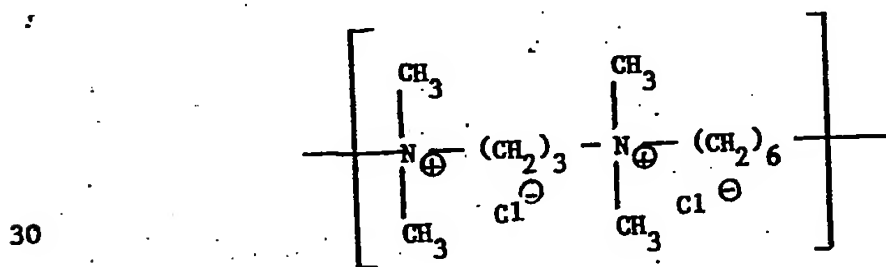 CH3 CH3
N⊕ — (CH2)3 — N⊕ — (CH2)6
Cl⊖ Cl⊖
30 CH3 CH3